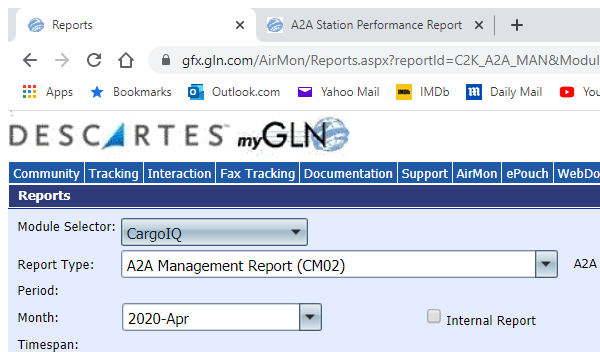 Reports
A2A Station Performance Report
gfx.gln.com/AirMon/Reports.aspx?reportId=C2K_A2A_MAN&Modul
Apps Bookmarks Outlook.com Yahoo Mail IMDb Daily Mail You
DESCARTES™ myGLN
Community Tracking Interaction Fax Tracking Documentation Support AirMon ePouch WebDo
Reports
Module Selector: CargoIQ
Report Type: A2A Management Report (CM02) A2A
Period:
Month: 2020-Apr Internal Report
Timespan: